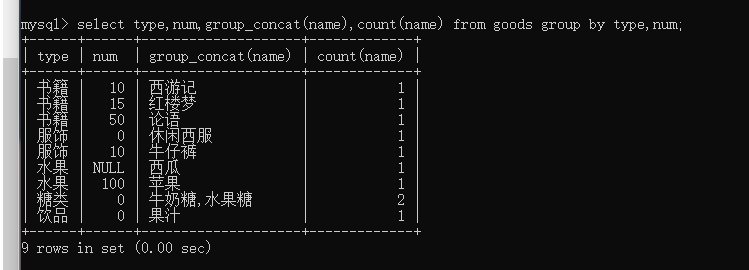 mysql> select type,num,group_concat(name),count(name) from goods group by type,num;
+------+------+--------------------+-------------+
| type | num | group_concat(name) | count(name) |
+------+------+--------------------+-------------+
| 书籍 | 10 | 西游记 | 1 |
| 书籍 | 15 | 红楼梦 | 1 |
| 书籍 | 50 | 论语 | 1 |
| 服饰 | 0 | 休闲西服 | 1 |
| 服饰 | 10 | 牛仔裤 | 1 |
| 水果 | NULL | 西瓜 | 1 |
| 水果 | 100 | 苹果 | 1 |
| 糖类 | 0 | 牛奶糖,水果糖 | 2 |
| 饮品 | 0 | 果汁 | 1 |
+------+------+--------------------+-------------+
9 rows in set (0.00 sec)